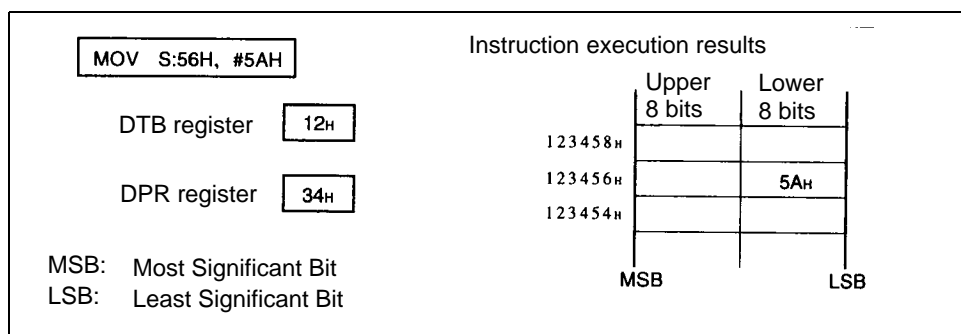 MOV S:56H, #5AH
DTB register 12H
DPR register 34H
MSB: Most Significant Bit
LSB: Least Significant Bit
Instruction execution results
Upper 8 bits
Lower 8 bits
123458H
123456H 5AH
123454H
MSB LSB